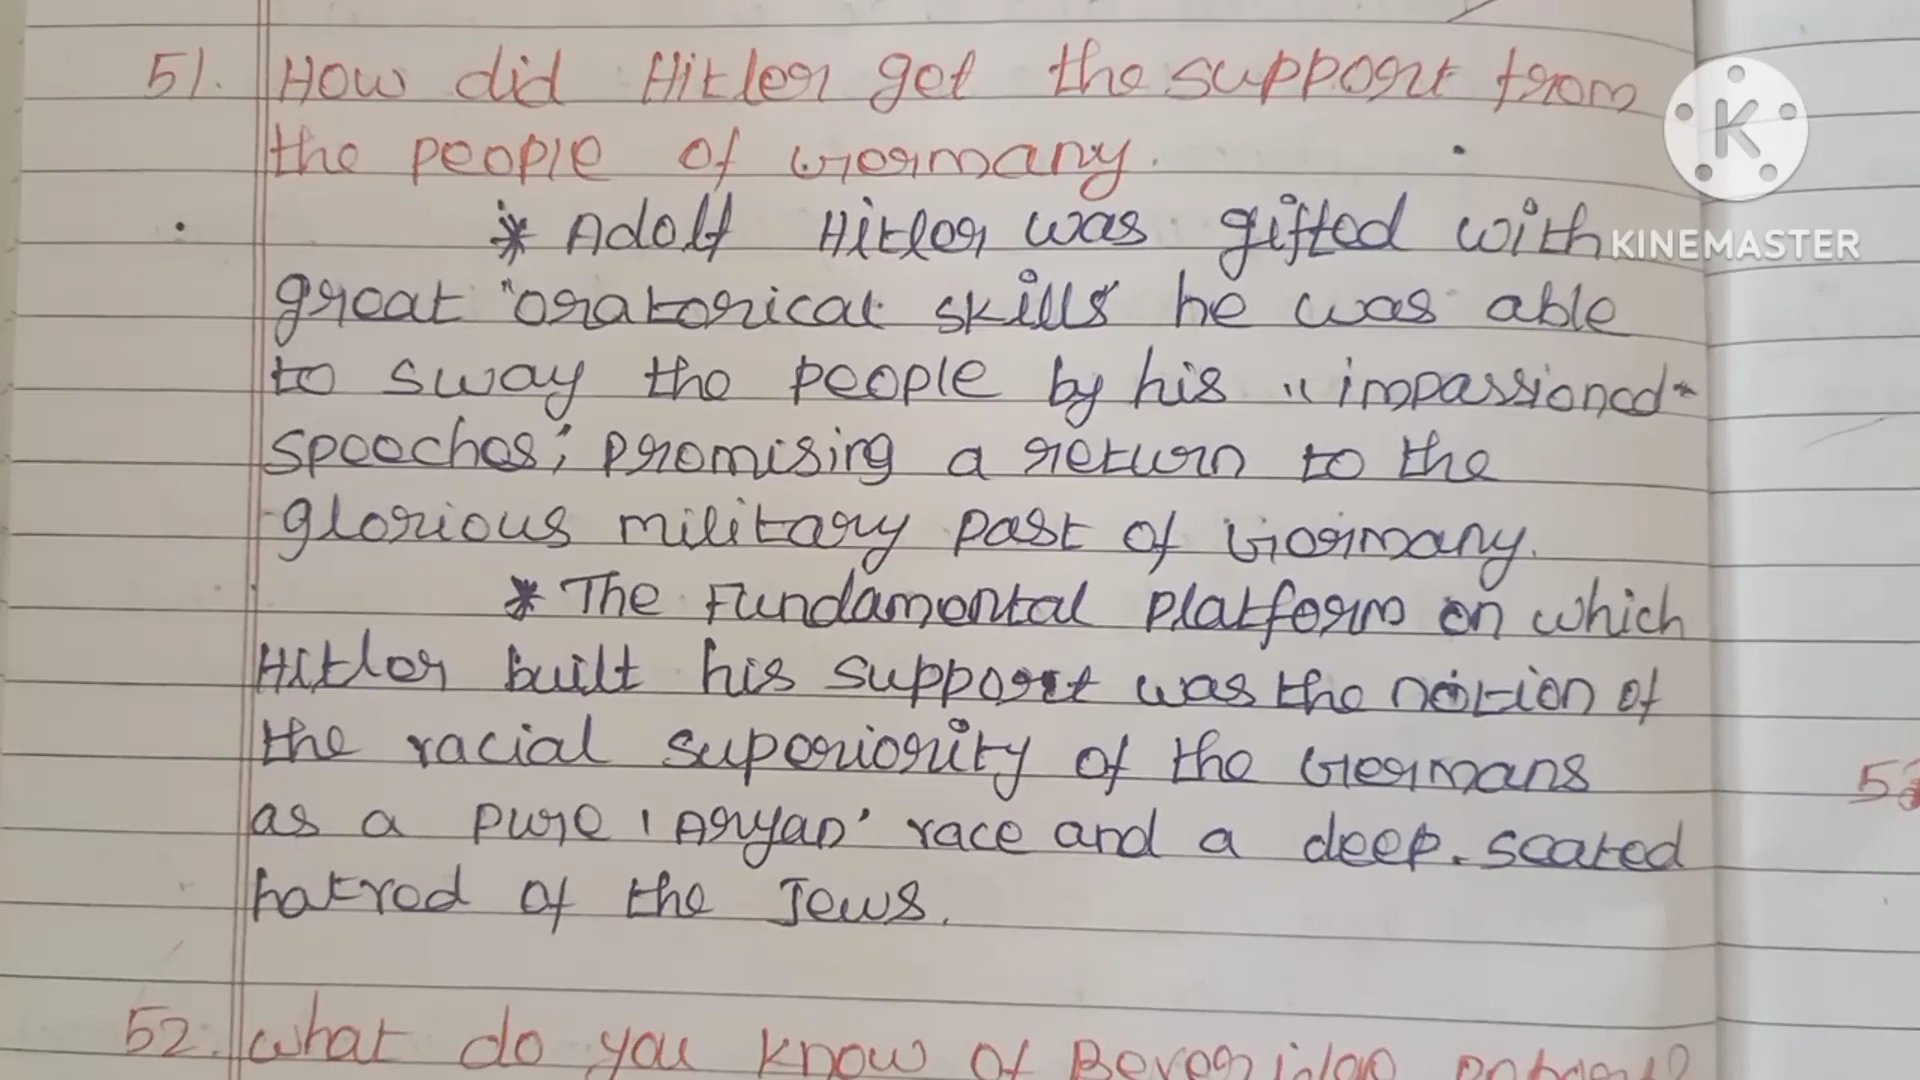 51. How did Hitler get the support from
the people of Germany.
* Adolf Hitler was gifted with
great "oratorical skills" he was able
to sway the people by his "impassioned
speeches", promising a return to the
glorious military past of Germany.
* The Fundamental platform on which
Hitler built his support was the notion of
the racial superiority of the Germans
as a pure 'Aryan' race and a deep-seated
hatred of the Jews.
52. What do you know of
K
KINEMASTER